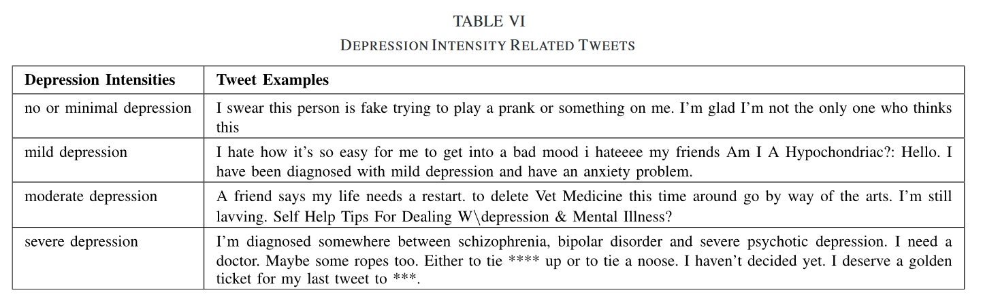 TABLE VI
DEPRESSION INTENSITY RELATED TWEETS
Depression Intensities Tweet Examples
no or minimal depression I swear this person is fake trying to play a prank or something on me. I'm glad I'm not the only one who thinks
this
mild depression I hate how it's so easy for me to get into a bad mood i hateeee my friends Am I A Hypochondriac?: Hello. I
have been diagnosed with mild depression and have an anxiety problem.
moderate depression A friend says my life needs a restart. to delete Vet Medicine this time around go by way of the arts. I'm still
lavving. Self Help Tips For Dealing W\depression & Mental Illness?
severe depression I'm diagnosed somewhere between schizophrenia, bipolar disorder and severe psychotic depression. I need a
doctor. Maybe some ropes too. Either to tie **** up or to tie a noose. I haven't decided yet. I deserve a golden
ticket for my last tweet to ***.